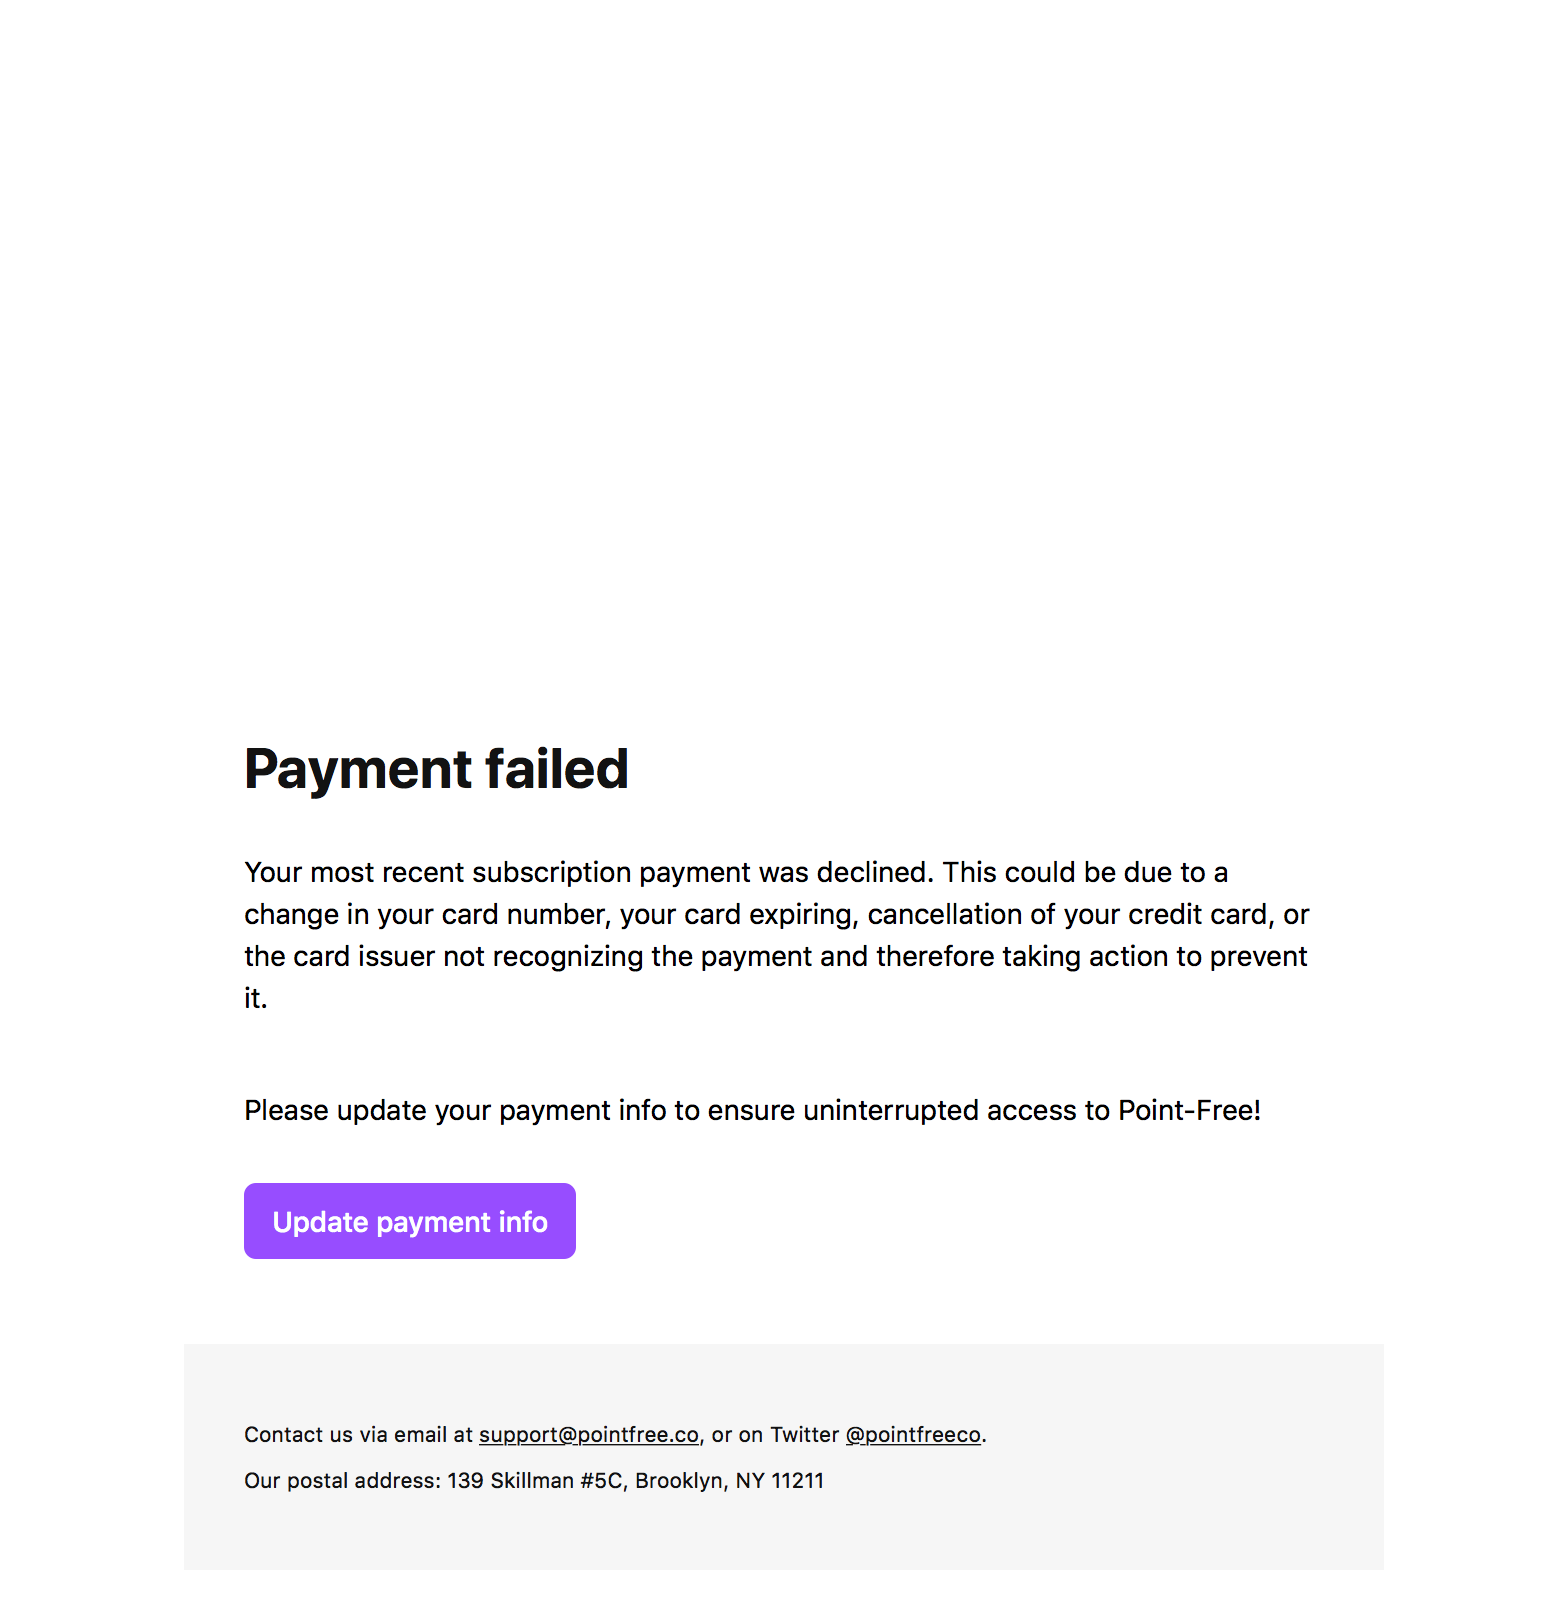 Payment failed
Your most recent subscription payment was declined. This could be due to a
change in your card number, your card expiring, cancellation of your credit card, or
the card issuer not recognizing the payment and therefore taking action to prevent
it.
Please update your payment info to ensure uninterrupted access to Point-Free!
Update payment info
Contact us via email at support@pointfree.co, or on Twitter @pointfreeco.
Our postal address: 139 Skillman #5C, Brooklyn, NY 11211